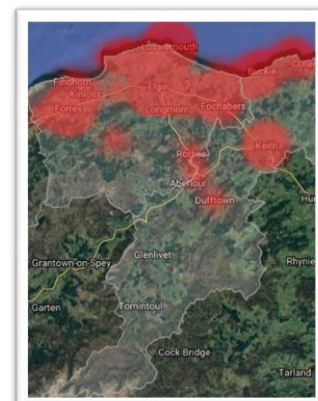 Lossiemouth
Findhorn
Kinloss
Elgin
Buckie
Forres
Longmorn
Fochabers
Keith
Rothes
Aberlour
Dufftown
Glenlivet
Grantown-on-Spey
Rhynie
Garten
Tomintoul
Cock Bridge
Tarland